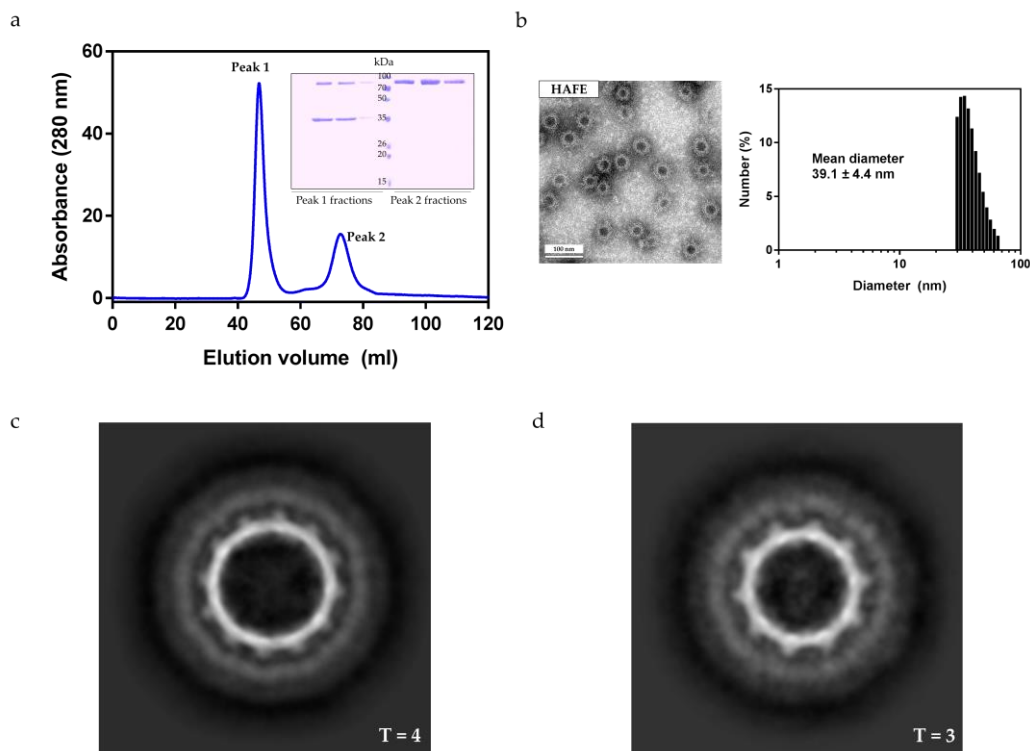 a
60
40
20
0
Absorbance (280 nm)
0 20 40 60 80 100 120
Elution volume (ml)
Peak 1
Peak 2
kDa
100
70
50
35
26
20
15
Peak 1 fractions Peak 2 fractions
b
HAFE
100 nm
15
10
5
0
Number (%)
Mean diameter
39.1 ± 4.4 nm
1 10 100
Diameter (nm)
c
T = 4
d
T = 3